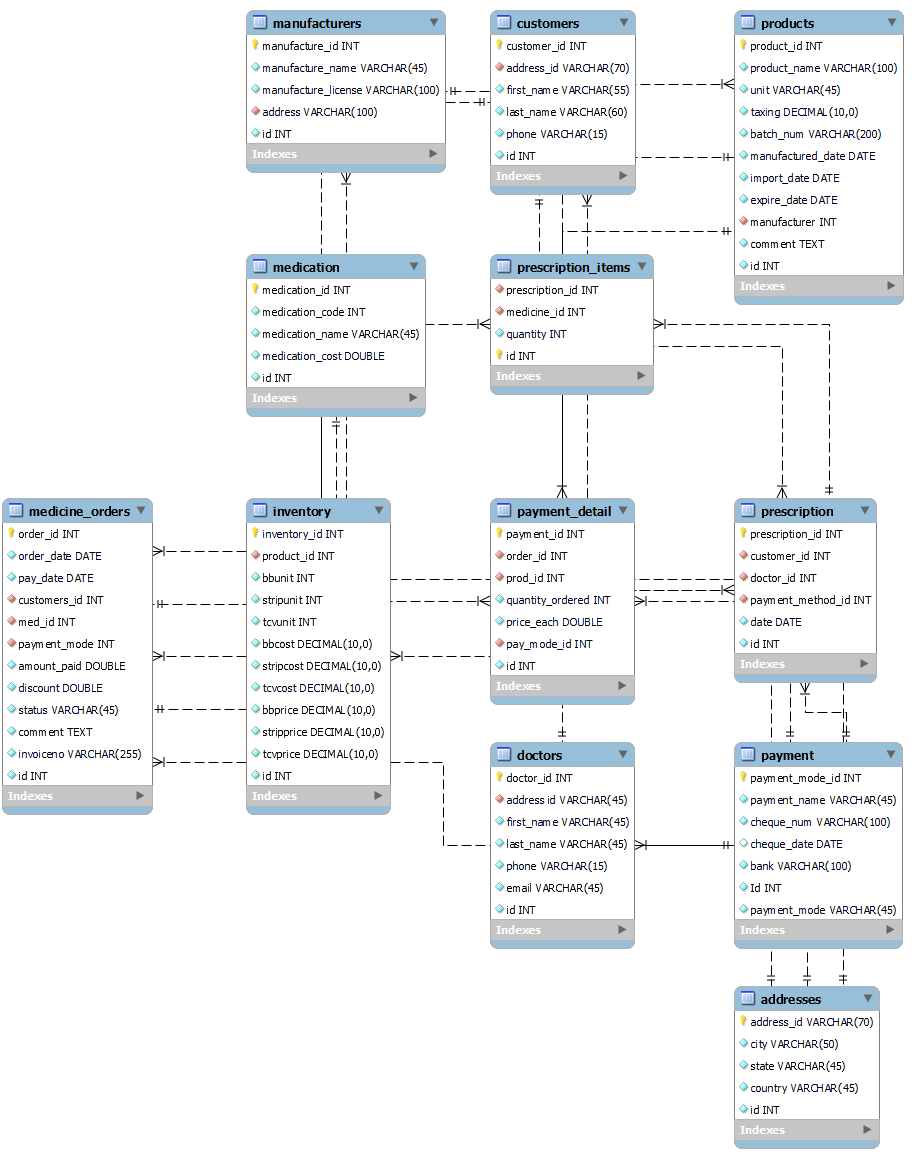 manufacturers
manufacture_id INT
manufacture_name VARCHAR(45)
manufacture_license VARCHAR(100)
address VARCHAR(100)
id INT
Indexes
customers
customer_id INT
address_id VARCHAR(70)
first_name VARCHAR(55)
last_name VARCHAR(60)
phone VARCHAR(15)
id INT
Indexes
products
product_id INT
product_name VARCHAR(100)
unit VARCHAR(45)
taxing DECIMAL(10,0)
batch_num VARCHAR(200)
manufactured_date DATE
import_date DATE
expire_date DATE
manufacturer INT
comment TEXT
id INT
Indexes
medication
medication_id INT
medication_code INT
medication_name VARCHAR(45)
medication_cost DOUBLE
id INT
Indexes
prescription_items
prescription_id INT
medicine_id INT
quantity INT
id INT
Indexes
medicine_orders
order_id INT
order_date DATE
pay_date DATE
customers_id INT
med_id INT
payment_mode INT
amount_paid DOUBLE
discount DOUBLE
status VARCHAR(45)
comment TEXT
invoiceno VARCHAR(255)
id INT
Indexes
inventory
inventory_id INT
product_id INT
bbunit INT
stripunit INT
tcvunit INT
bbcost DECIMAL(10,0)
stripcost DECIMAL(10,0)
tcvcost DECIMAL(10,0)
bbprice DECIMAL(10,0)
stripprice DECIMAL(10,0)
tcvprice DECIMAL(10,0)
id INT
Indexes
payment_detail
payment_id INT
order_id INT
prod_id INT
quantity_ordered INT
price_each DOUBLE
pay_mode_id INT
id INT
Indexes
prescription
prescription_id INT
customer_id INT
doctor_id INT
payment_method_id INT
date DATE
id INT
Indexes
doctors
doctor_id INT
address id VARCHAR(45)
first_name VARCHAR(45)
last_name VARCHAR(45)
phone VARCHAR(15)
email VARCHAR(45)
id INT
Indexes
payment
payment_mode_id INT
payment_name VARCHAR(45)
cheque_num VARCHAR(100)
cheque_date DATE
bank VARCHAR(100)
Id INT
payment_mode VARCHAR(45)
Indexes
addresses
address_id VARCHAR(70)
city VARCHAR(50)
state VARCHAR(45)
country VARCHAR(45)
id INT
Indexes